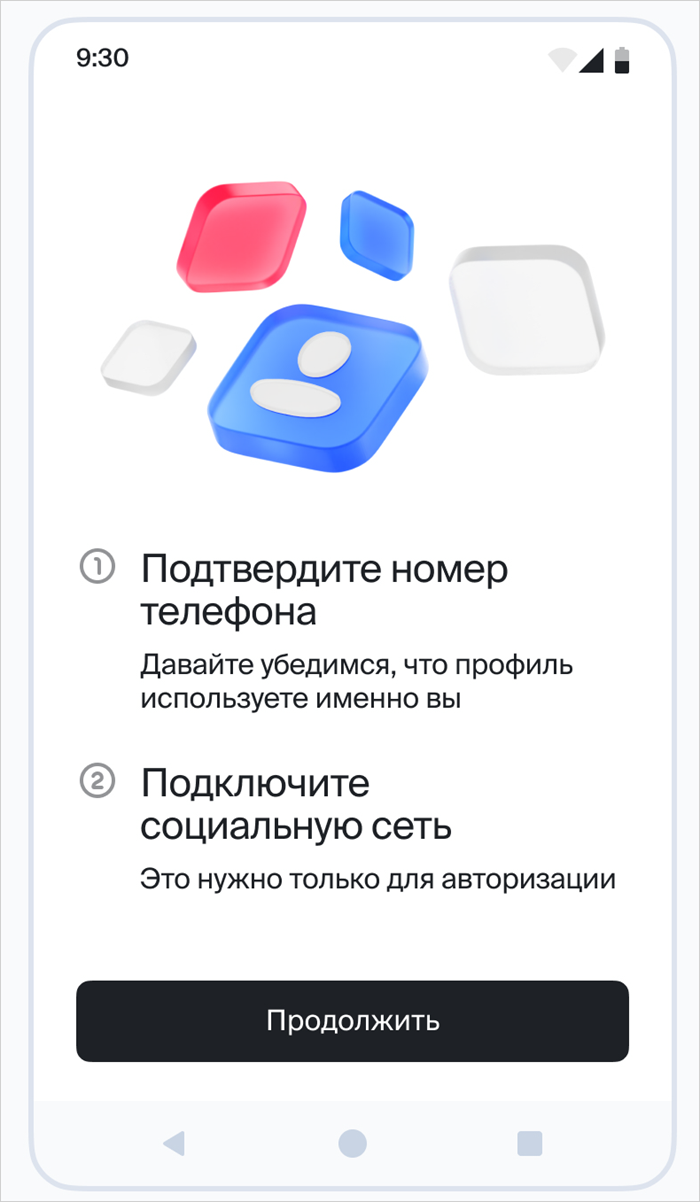 9:30
1
Подтвердите номер
телефона
Давайте убедимся, что профиль
используете именно вы
2
Подключите
социальную сеть
Это нужно только для авторизации
Продолжить